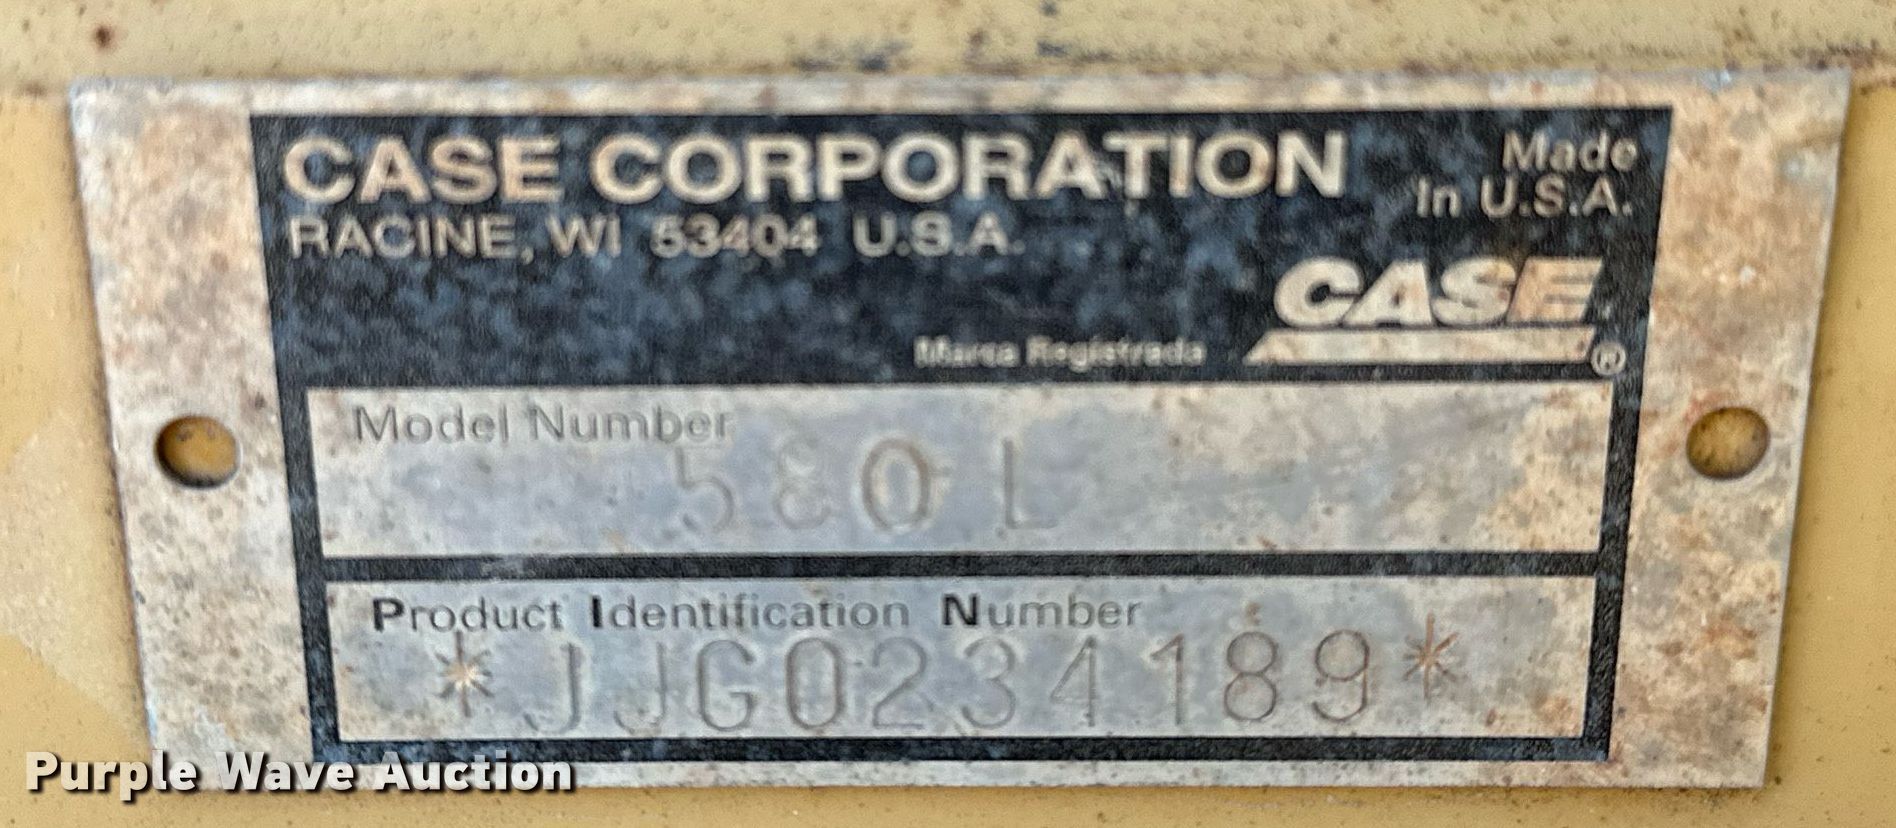 CASE CORPORATION
RACINE, WI 53404 U.S.A.
Made
in U.S.A.
CASE®
Marca Registrada
Model Number
580 L
Product Identification Number
*JJG0234189*
Purple Wave Auction